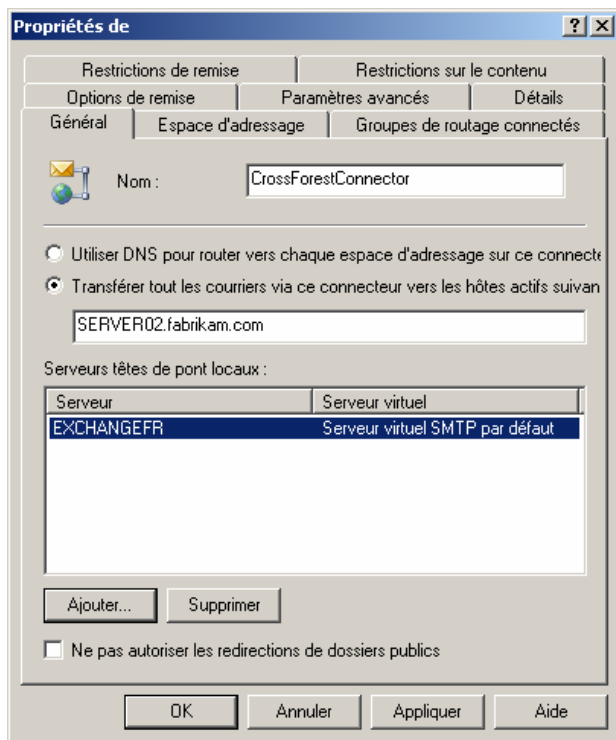 Propriétés de
Restrictions de remise
Restrictions sur le contenu
Options de remise
Paramètres avancés
Détails
Général
Espace d'adressage
Groupes de routage connectés
Nom :
CrossForestConnector
Utiliser DNS pour router vers chaque espace d'adressage sur ce connecte
Transférer tout les courriers via ce connecteur vers les hôtes actifs suivan
SERVER02.fabrikam.com
Serveurs têtes de pont locaux :
Serveur
Serveur virtuel
EXCHANGEFR
Serveur virtuel SMTP par défaut
Ajouter...
Supprimer
Ne pas autoriser les redirections de dossiers publics
OK
Annuler
Appliquer
Aide